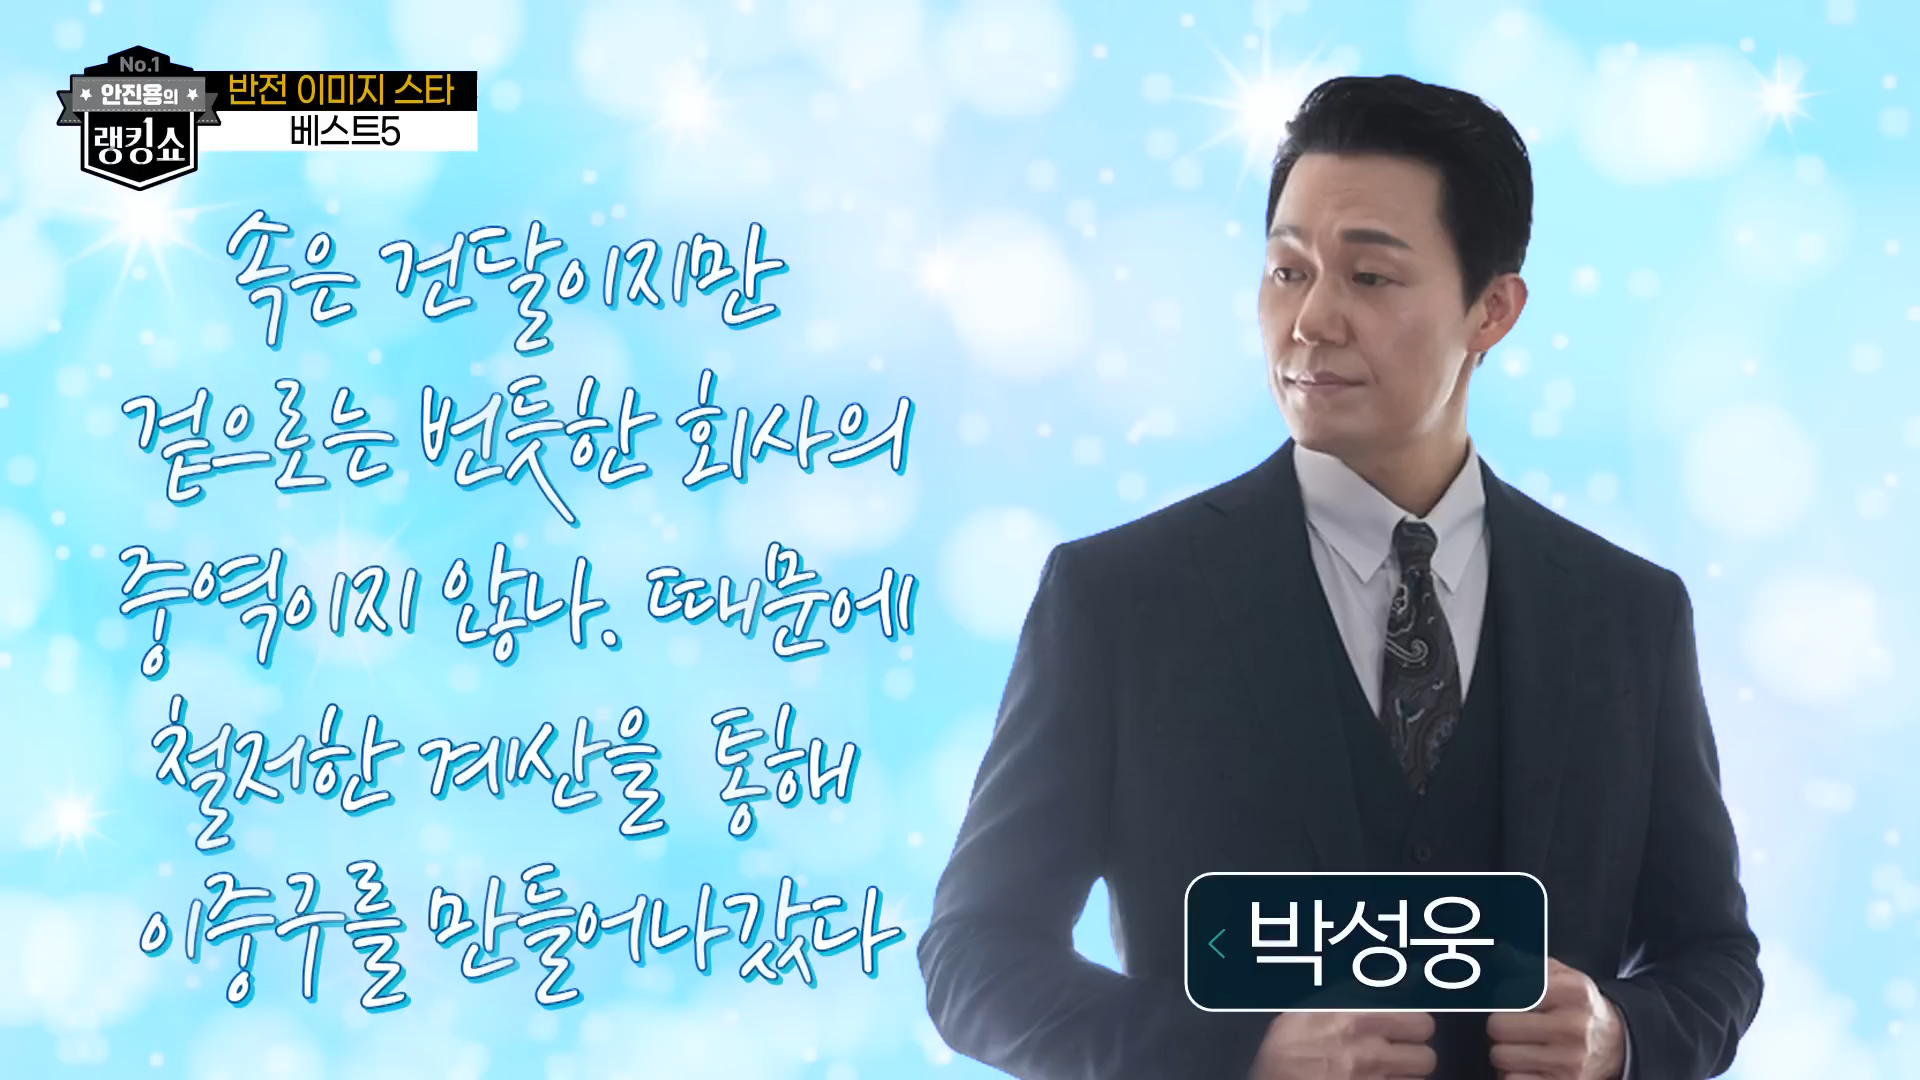 No.1
안진용의
랭킹쇼
반전 이미지 스타
베스트5
속은 건달이지만
겉으로는 번듯한 회사의
중역이지 않나. 때문에
철저한 계산을 통해
이중구를 만들어나갔다
박성웅